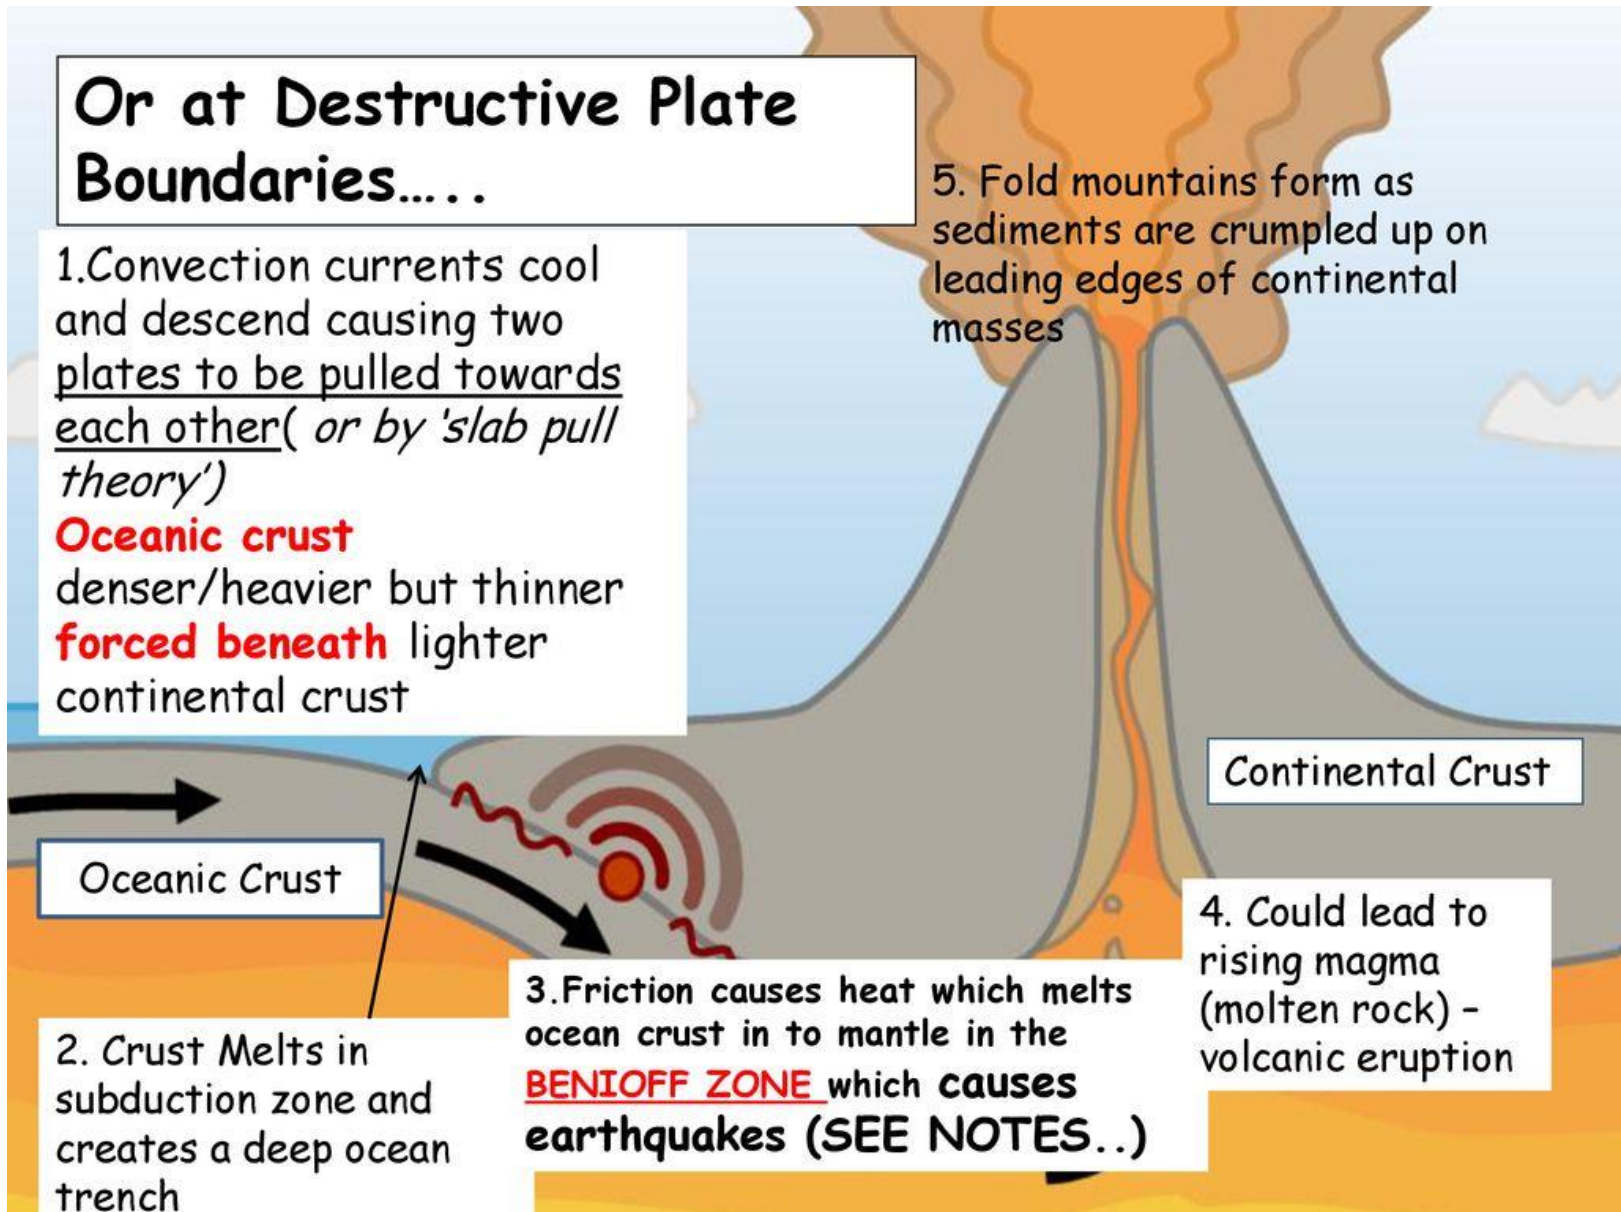 Or at Destructive Plate
Boundaries.....
1.Convection currents cool
and descend causing two
plates to be pulled towards
each other( or by 'slab pull
theory')
Oceanic crust
denser/heavier but thinner
forced beneath lighter
continental crust
5. Fold mountains form as
sediments are crumpled up on
leading edges of continental
masses
Continental Crust
Oceanic Crust
2. Crust Melts in
subduction zone and
creates a deep ocean
trench
3.Friction causes heat which melts
ocean crust in to mantle in the
BENIOFF ZONE which causes
earthquakes (SEE NOTES..)
4. Could lead to
rising magma
(molten rock) –
volcanic eruption